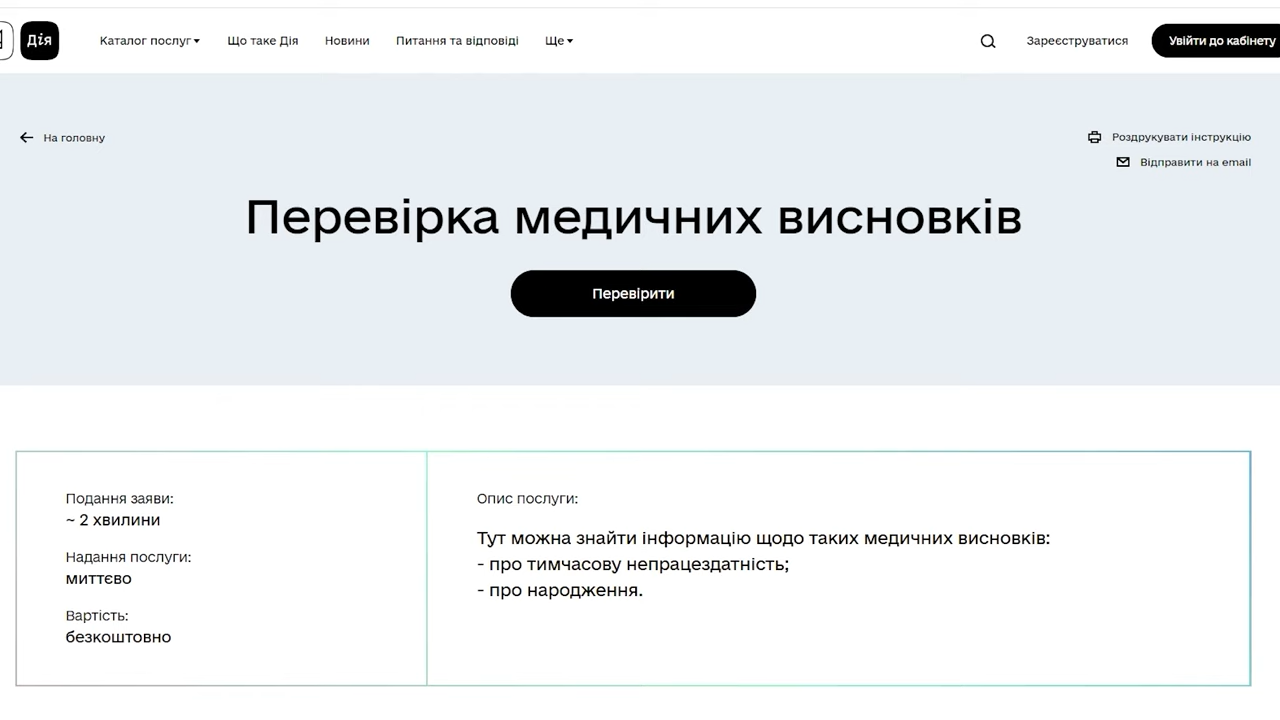 Дія
Каталог послуг
Що таке Дія
Новини
Питання та відповіді
Ще
Зареєструватися
Увійти до кабінету
На головну
Роздрукувати інструкцію
Відправити на email
Перевірка медичних висновків
Перевірити
Подання заяви:
~ 2 хвилини
Надання послуги:
миттєво
Вартість:
безкоштовно
Опис послуги:
Тут можна знайти інформацію щодо таких медичних висновків:
- про тимчасову непрацездатність;
- про народження.